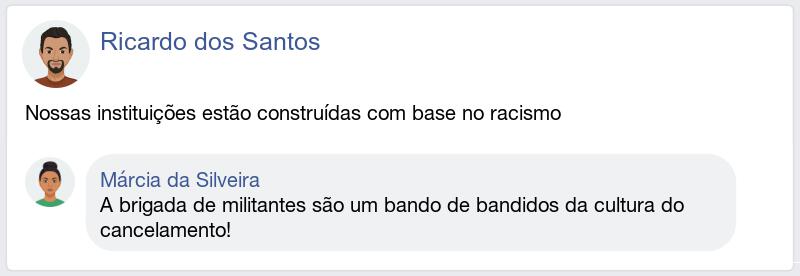 Ricardo dos Santos
Nossas instituições estão construídas com base no racismo
Márcia da Silveira
A brigada de militantes são um bando de bandidos da cultura do
cancelamento!